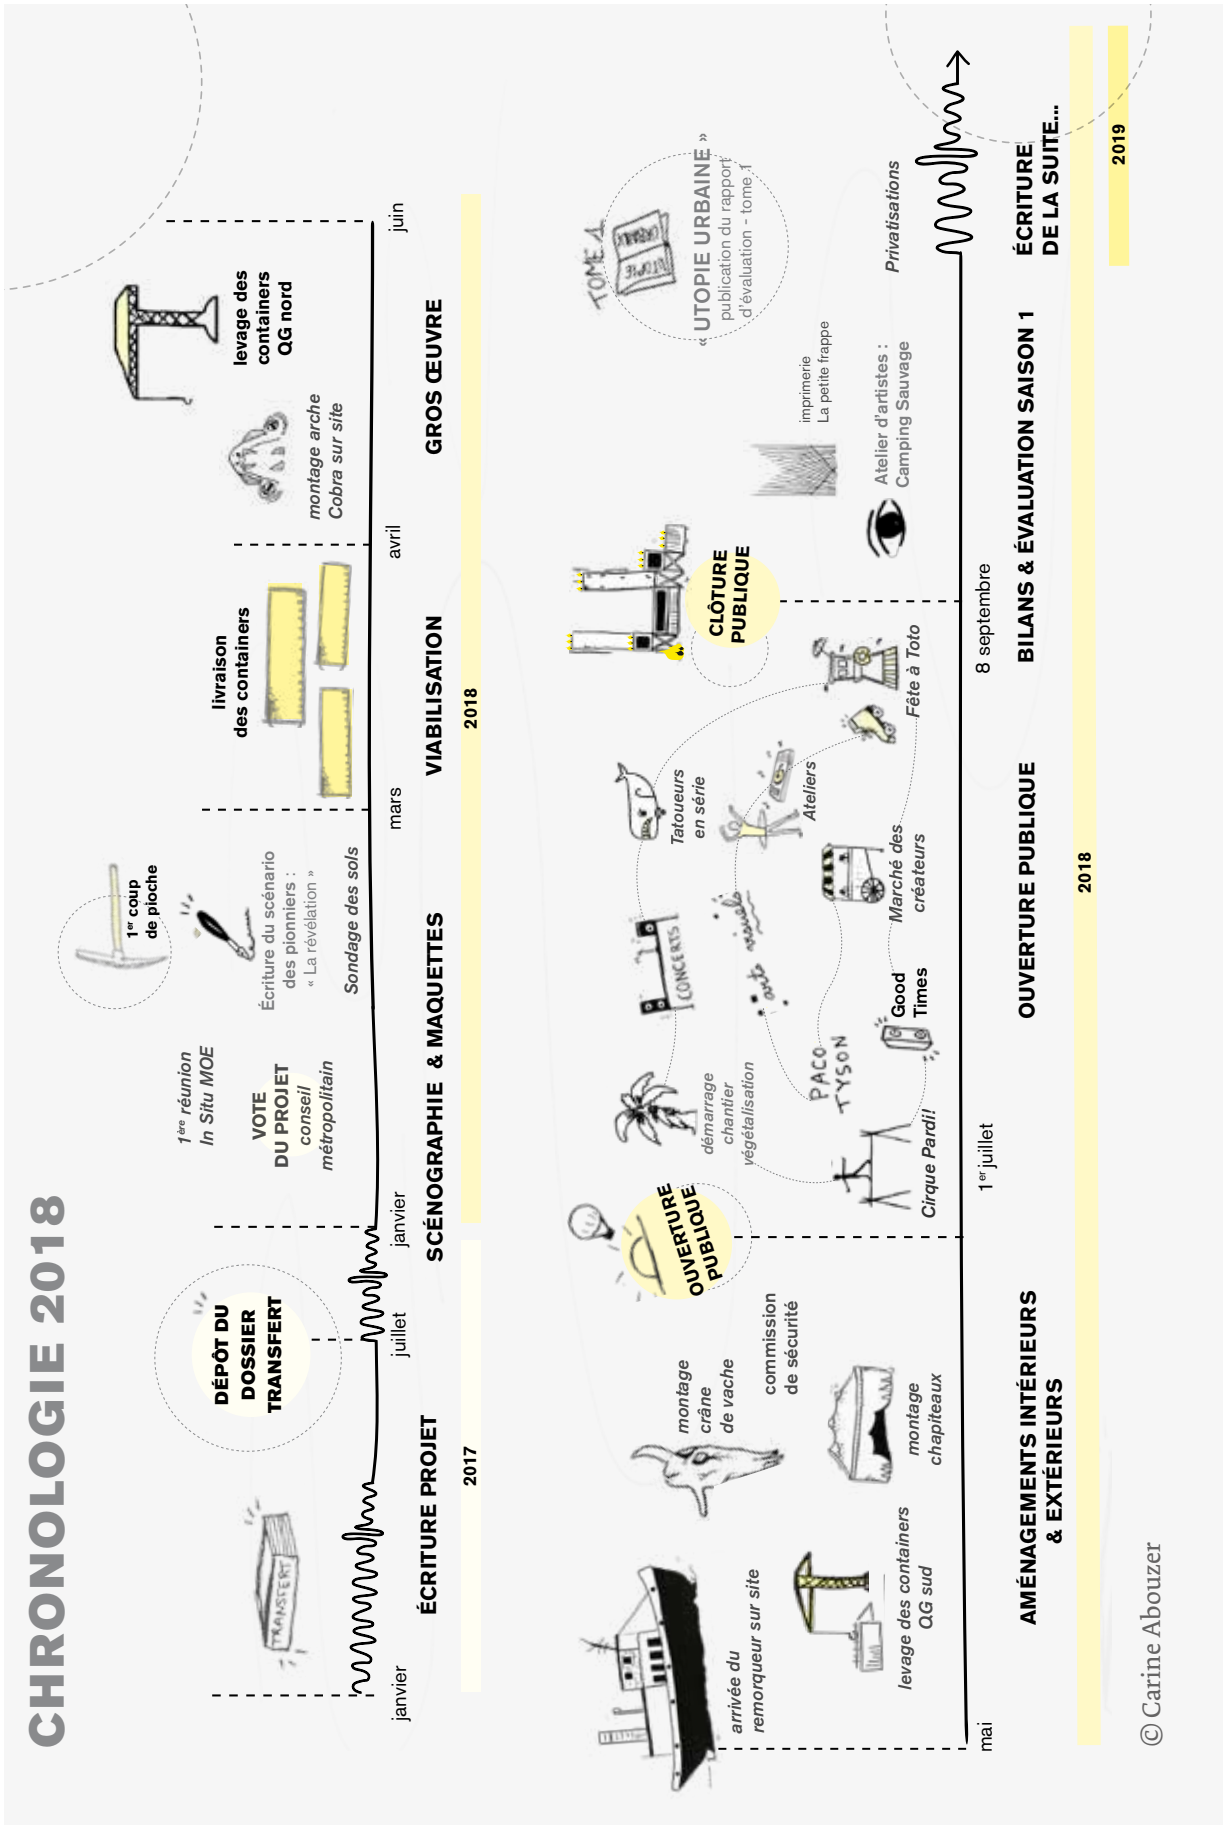 CHRONOLOGIE 2018
TRANSFERT
DÉPÔT DU
DOSSIER
TRANSFERT
1ère réunion
In Situ MOE
VOTE
DU PROJET
conseil
métropolitain
1er coup
de pioche
Écriture du scénario
des pionniers :
« La révélation »
Sondage des sols
livraison
des containers
montage arche
Cobra sur site
levage des
containers
QG nord
janvier
juillet
janvier
mars
avril
juin
ÉCRITURE PROJET
SCÉNOGRAPHIE & MAQUETTES
VIABILISATION
GROS ŒUVRE
2017
2018
arrivée du
remorqueur sur site
levage des containers
QG sud
montage
crâne
de vache
commission
de sécurité
montage
chapiteaux
OUVERTURE
PUBLIQUE
démarrage
chantier
végétalisation
Cirque Pardi!
PACO
TYSON
CONCERTS
arts visuels
Good
Times
Marché des
créateurs
Tatoueurs
en série
Ateliers
Fête à Toto
CLÔTURE
PUBLIQUE
imprimerie
La petite frappe
Atelier d'artistes :
Camping Sauvage
TOME 1
UTOPIE
URBAINE
« UTOPIE URBAINE »
publication du rapport
d'évaluation - tome 1
Privatisations
mai
1er juillet
8 septembre
AMÉNAGEMENTS INTÉRIEURS
& EXTÉRIEURS
OUVERTURE PUBLIQUE
BILANS & ÉVALUATION SAISON 1
ÉCRITURE
DE LA SUITE...
2018
2019
© Carine Abouzer